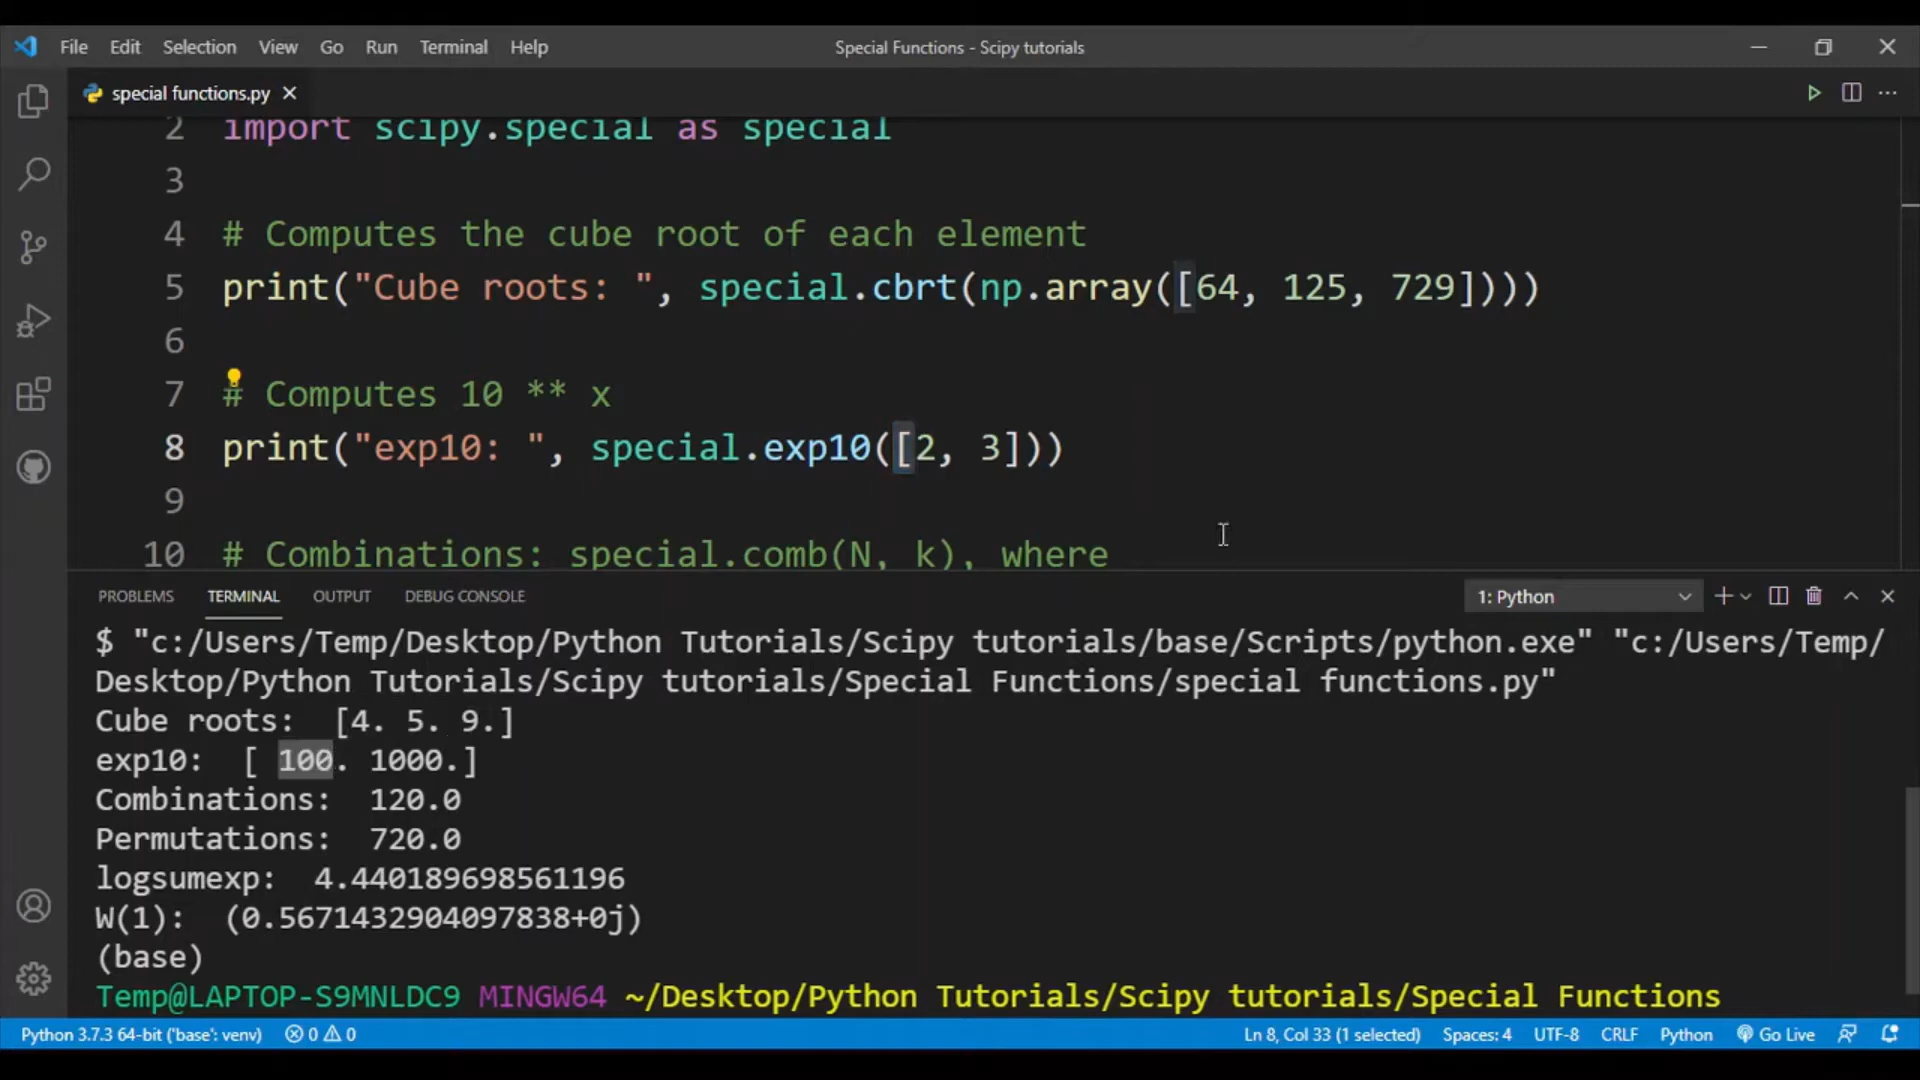 File Edit Selection View Go Run Terminal Help Special Functions - Scipy tutorials
special functions.py
2 import scipy.special as special
3
4 # Computes the cube root of each element
5 print("Cube roots: ", special.cbrt(np.array([64, 125, 729])))
6
7 # Computes 10 ** x
8 print("exp10: ", special.exp10([2, 3]))
9
10 # Combinations: special.comb(N, k), where
PROBLEMS TERMINAL OUTPUT DEBUG CONSOLE 1: Python
$ "c:/Users/Temp/Desktop/Python Tutorials/Scipy tutorials/base/Scripts/python.exe" "c:/Users/Temp/
Desktop/Python Tutorials/Scipy tutorials/Special Functions/special functions.py"
Cube roots:  [4. 5. 9.]
exp10:  [ 100. 1000.]
Combinations:  120.0
Permutations:  720.0
logsumexp:  4.440189698561196
W(1):  (0.5671432904097838+0j)
(base)
Temp@LAPTOP-S9MNLDC9 MINGW64 ~/Desktop/Python Tutorials/Scipy tutorials/Special Functions
Python 3.7.3 64-bit ('base': venv) 0 0 Ln 8, Col 33 (1 selected) Spaces: 4 UTF-8 CRLF Python Go Live